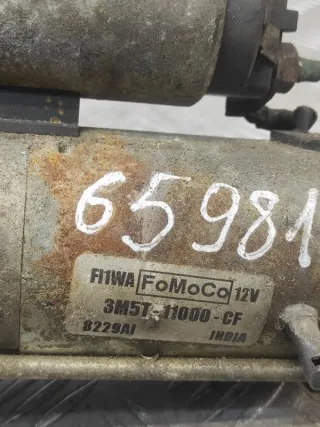 65981
F11WA FoMoCo 12V
3M5T-11000-CF
8229AI INDIA